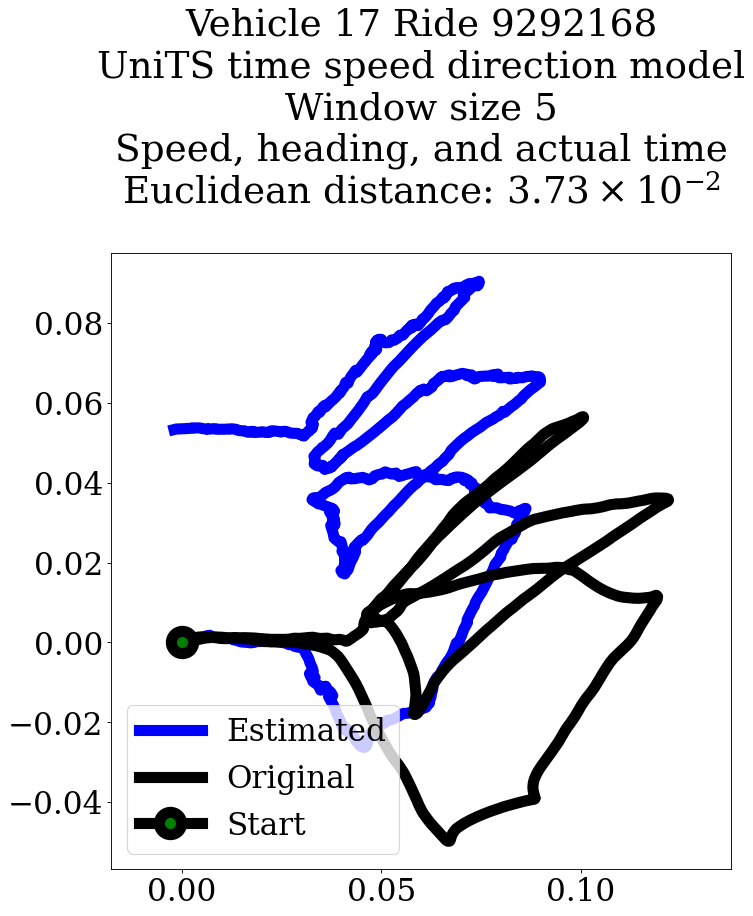 Vehicle 17 Ride 9292168
UniTS time speed direction model
Window size 5
Speed, heading, and actual time
Euclidean distance: 3.73 × 10⁻²
0.08
0.06
0.04
0.02
0.00
−0.02
−0.04
Estimated
Original
Start
0.00 0.05 0.10